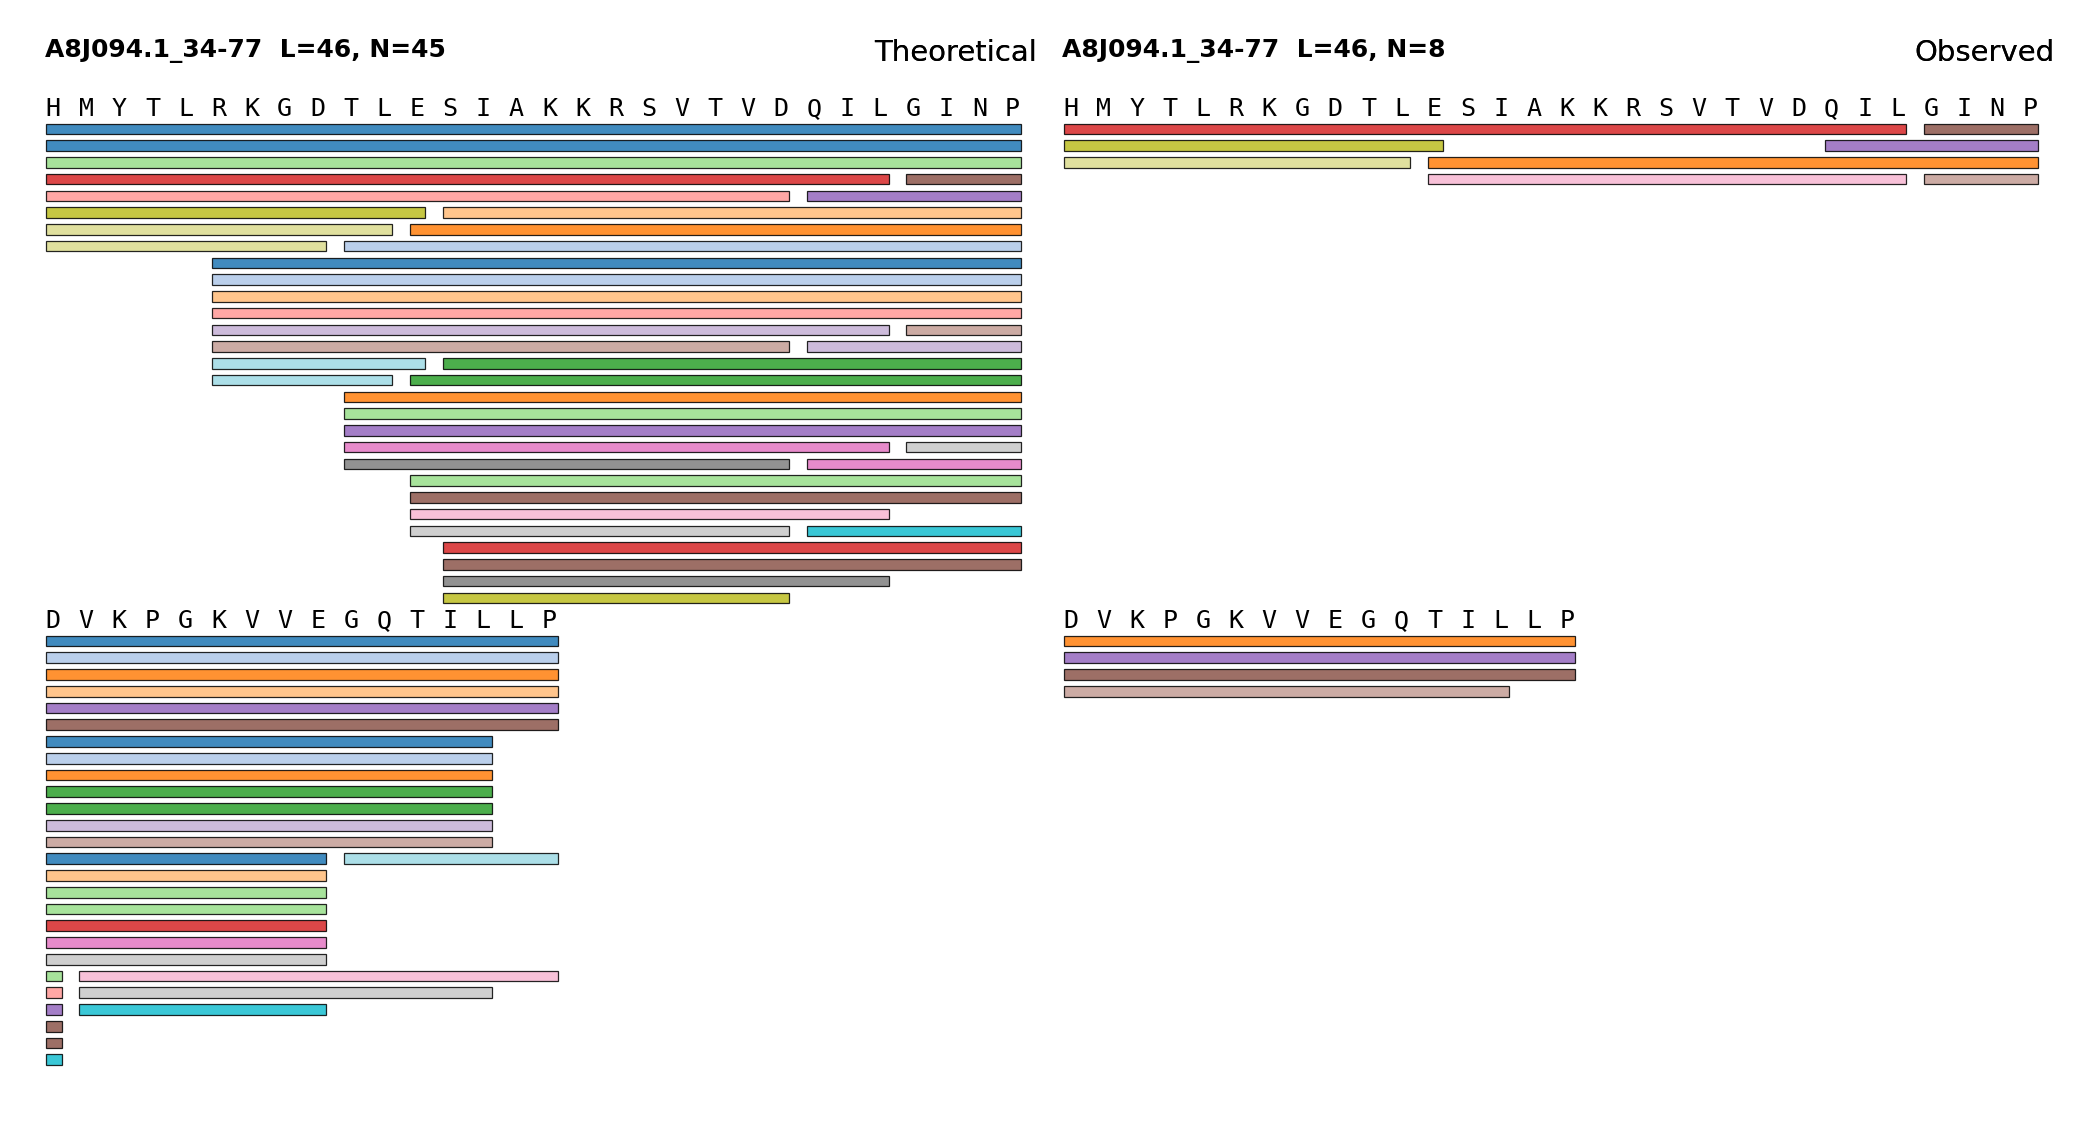 A8J094.1_34-77  L=46, N=45
Theoretical
H M Y T L R K G D T L E S I A K K R S V T V D Q I L G I N P
D V K P G K V V E G Q T I L L P
A8J094.1_34-77  L=46, N=8
Observed
H M Y T L R K G D T L E S I A K K R S V T V D Q I L G I N P
D V K P G K V V E G Q T I L L P